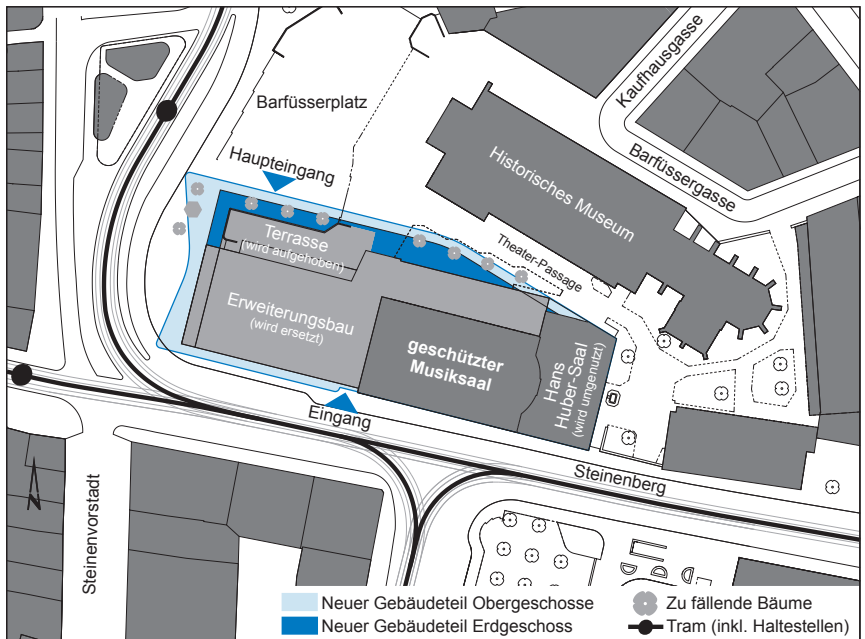 Kaufhausgasse
Barfüsserplatz
Barfüssergasse
Haupteingang
Historisches Museum
Theater-Passage
Terrasse
(wird aufgehoben)
Erweiterungsbau
(wird ersetzt)
geschützter
Musiksaal
Hans
Huber-Saal
(wird umgenutzt)
Eingang
Steinenberg
Steinenvorstadt
N
Neuer Gebäudeteil Obergeschosse
Zu fällende Bäume
Neuer Gebäudeteil Erdgeschoss
Tram (inkl. Haltestellen)